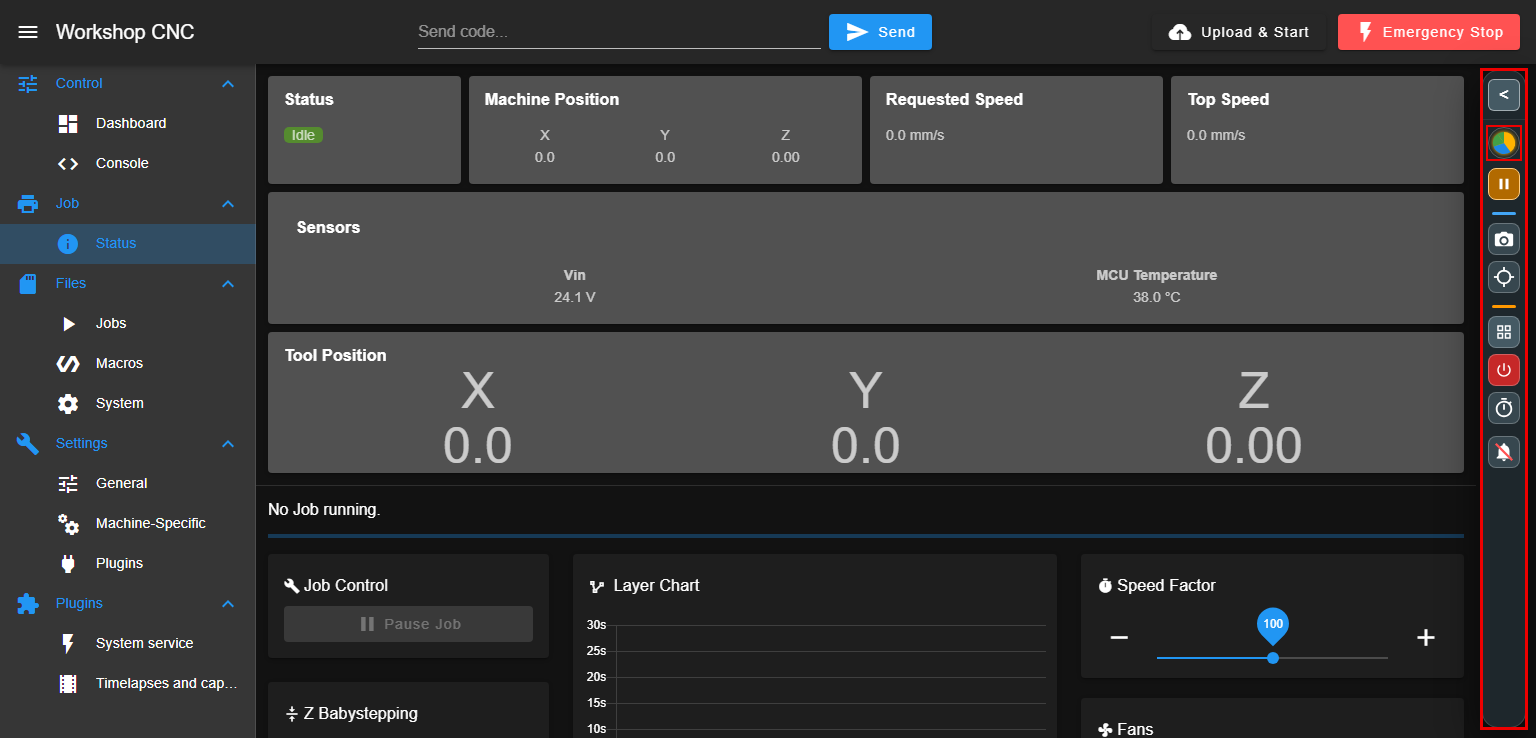 Workshop CNC
Send code...
Send
Upload & Start
Emergency Stop
Control
Dashboard
Console
Job
Status
Files
Jobs
Macros
System
Settings
General
Machine-Specific
Plugins
Plugins
System service
Timelapses and cap...
Status
Idle
Machine Position
X Y Z
0.0 0.0 0.00
Requested Speed
0.0 mm/s
Top Speed
0.0 mm/s
Sensors
Vin MCU Temperature
24.1 V 38.0 °C
Tool Position
X Y Z
0.0 0.0 0.00
No Job running.
Job Control
Pause Job
Z Babystepping
Layer Chart
30s
25s
20s
15s
10s
Speed Factor
100
Fans
<